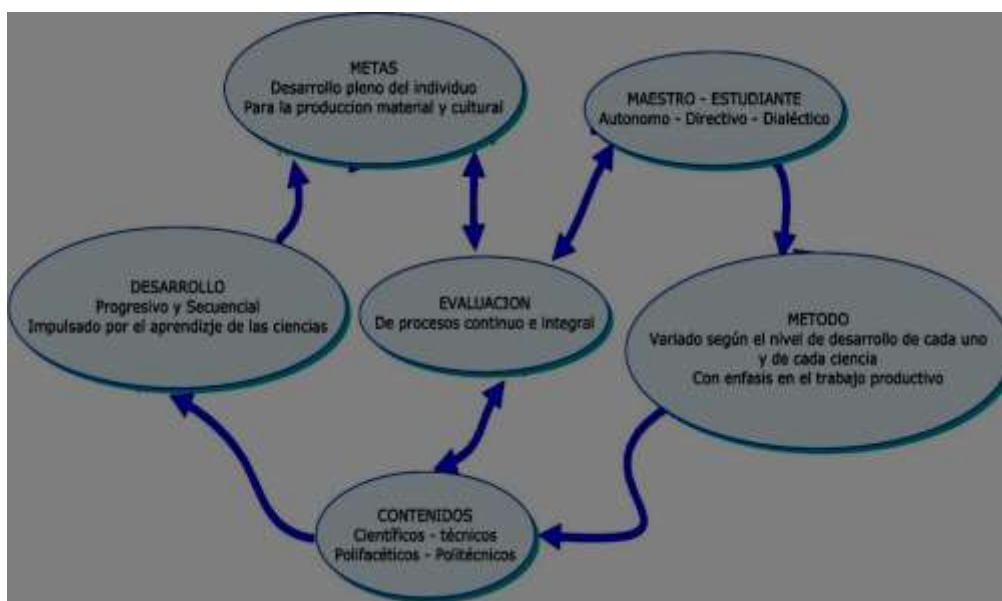 METAS
Desarrollo pleno del individuo
Para la produccion material y cultural
MAESTRO - ESTUDIANTE
Autonomo - Directivo - Dialéctico
DESARROLLO
Progresivo y Secuencial
Impulsado por el aprendizje de las ciencias
EVALUACION
De procesos continuo e integral
METODO
Variado según el nivel de desarrollo de cada uno
y de cada ciencia
Con enfasis en el trabajo productivo
CONTENIDOS
Científicos - técnicos
Polifacéticos - Politécnicos